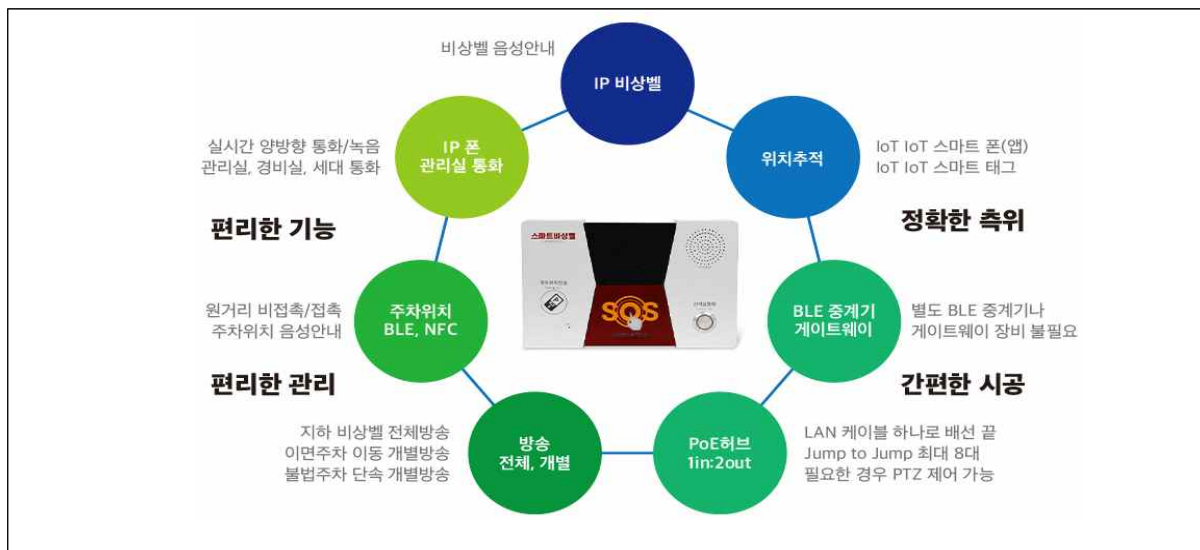 비상벨 음성안내
IP 비상벨
실시간 양방향 통화/녹음
관리실, 경비실, 세대 통화
IP 폰
관리실 통화
위치추적
IoT IoT 스마트 폰(앱)
IoT IoT 스마트 태그
편리한 기능
정확한 측위
스마트비상벨
SOS
원거리 비접촉/접촉
주차위치 음성안내
주차위치
BLE, NFC
BLE 중계기
게이트웨이
별도 BLE 중계기나
게이트웨이 장비 불필요
편리한 관리
간편한 시공
지하 비상벨 전체방송
이면주차 이동 개별방송
불법주차 단속 개별방송
방송
전체, 개별
PoE허브
1in:2out
LAN 케이블 하나로 배선 끝
Jump to Jump 최대 8대
필요한 경우 PTZ 제어 가능